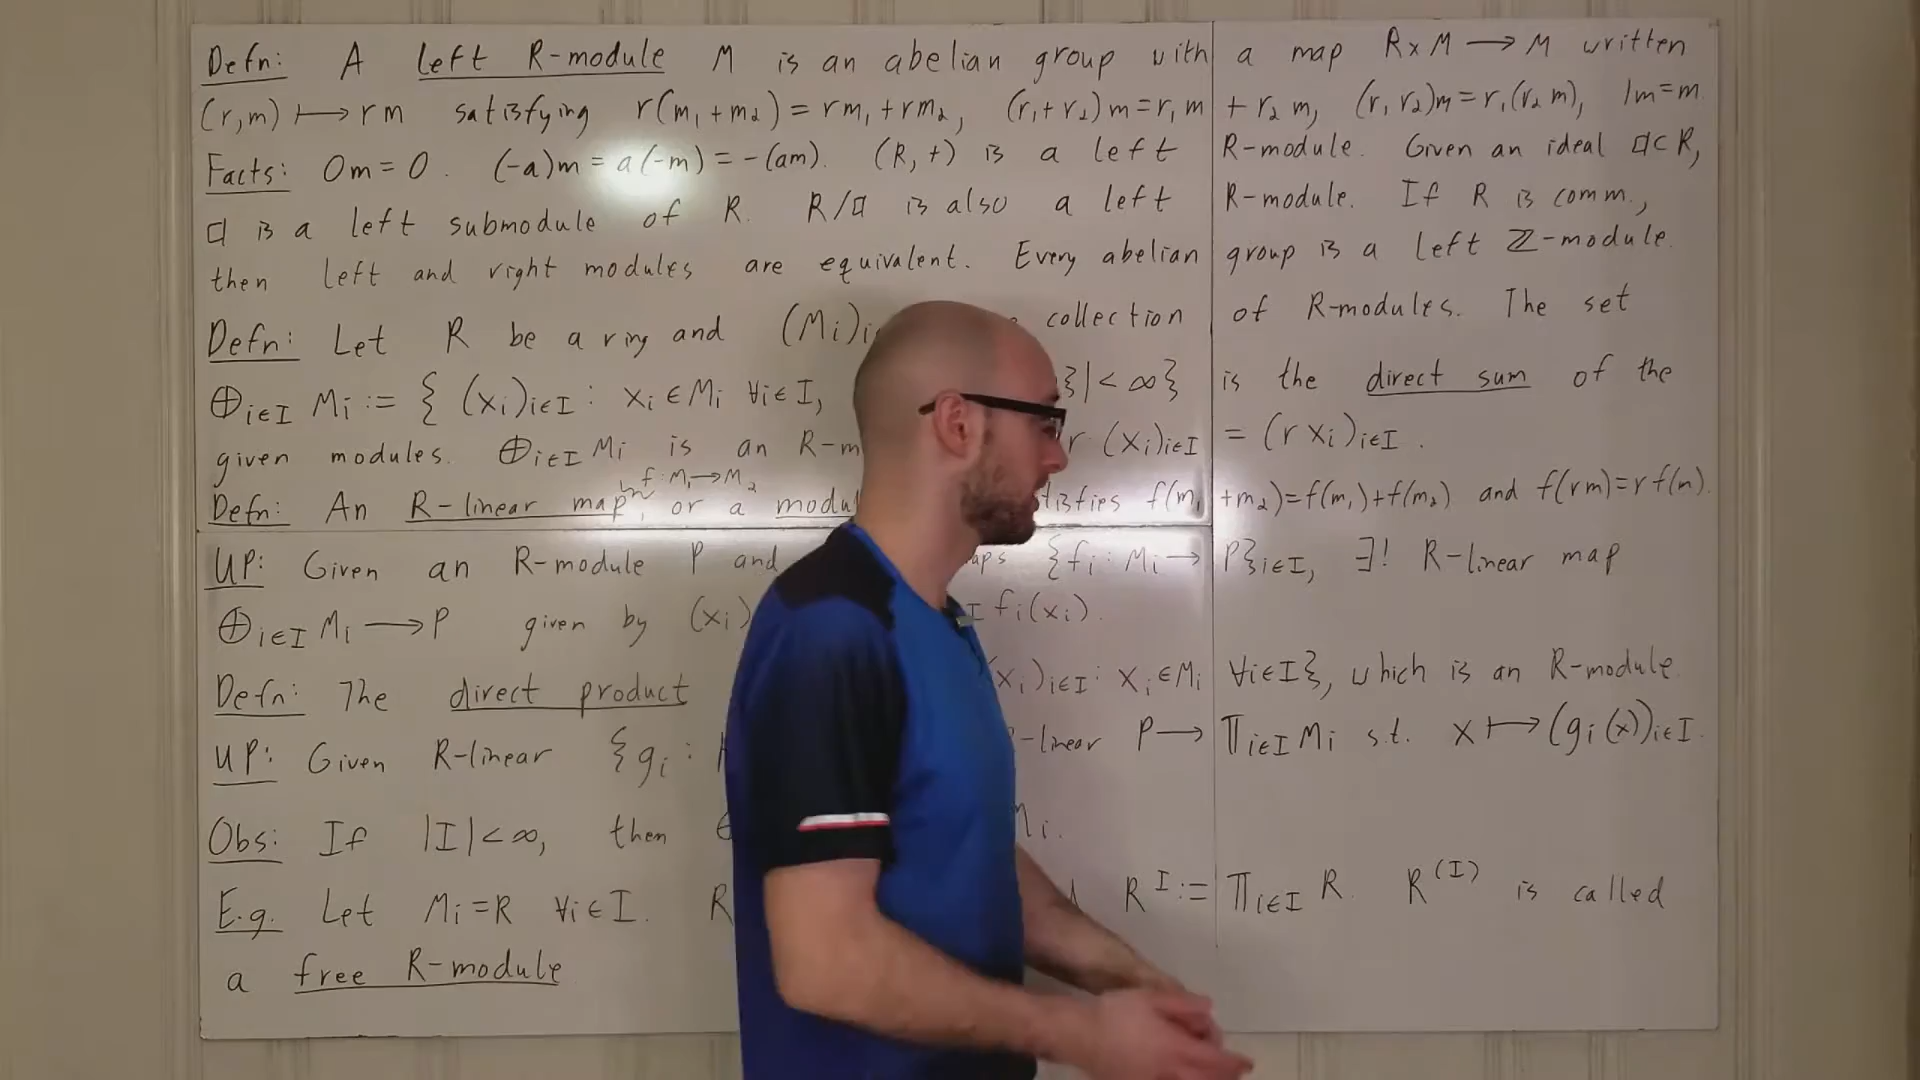 Defn: A left R-module M is an abelian group with a map R×M → M written
(r,m) ↦ rm satisfying r(m₁+m₂)=rm₁+rm₂, (r₁+r₂)m=r₁m+r₂m, (r₁r₂)m=r₁(r₂m), 1m=m
Facts: 0m=0. (-a)m=a(-m)=-(am). (R,+) is a left R-module. Given an ideal 𝔞⊂R,
𝔞 is a left submodule of R. R/𝔞 is also a left R-module. If R is comm.,
then left and right modules are equivalent. Every abelian group is a left ℤ-module.
Defn: Let R be a ring and (Mᵢ)ᵢ collection of R-modules. The set
⊕_{i∈I} Mᵢ := { (xᵢ)_{i∈I} : xᵢ∈Mᵢ ∀i∈I, }|<∞} is the direct sum of the
given modules. ⊕_{i∈I} Mᵢ is an R-m r (xᵢ)_{i∈I} = (r xᵢ)_{i∈I}.
f: M₁→M₂
Defn: An R-linear map, or a modu f(m₁+m₂)=f(m₁)+f(m₂) and f(rm)=rf(m).
UP: Given an R-module P and {fᵢ: Mᵢ → P}_{i∈I}, ∃! R-linear map
⊕_{i∈I} Mᵢ → P given by (xᵢ) fᵢ(xᵢ).
Defn: The direct product (xᵢ)_{i∈I}: xᵢ∈Mᵢ ∀i∈I}, which is an R-module.
UP: Given R-linear {gᵢ: -linear P → ∏_{i∈I} Mᵢ s.t. x ↦ (gᵢ(x))_{i∈I}.
Obs: If |I|<∞, then Mᵢ.
E.g. Let Mᵢ=R ∀i∈I. R R^I := ∏_{i∈I} R. R^(I) is called
a free R-module